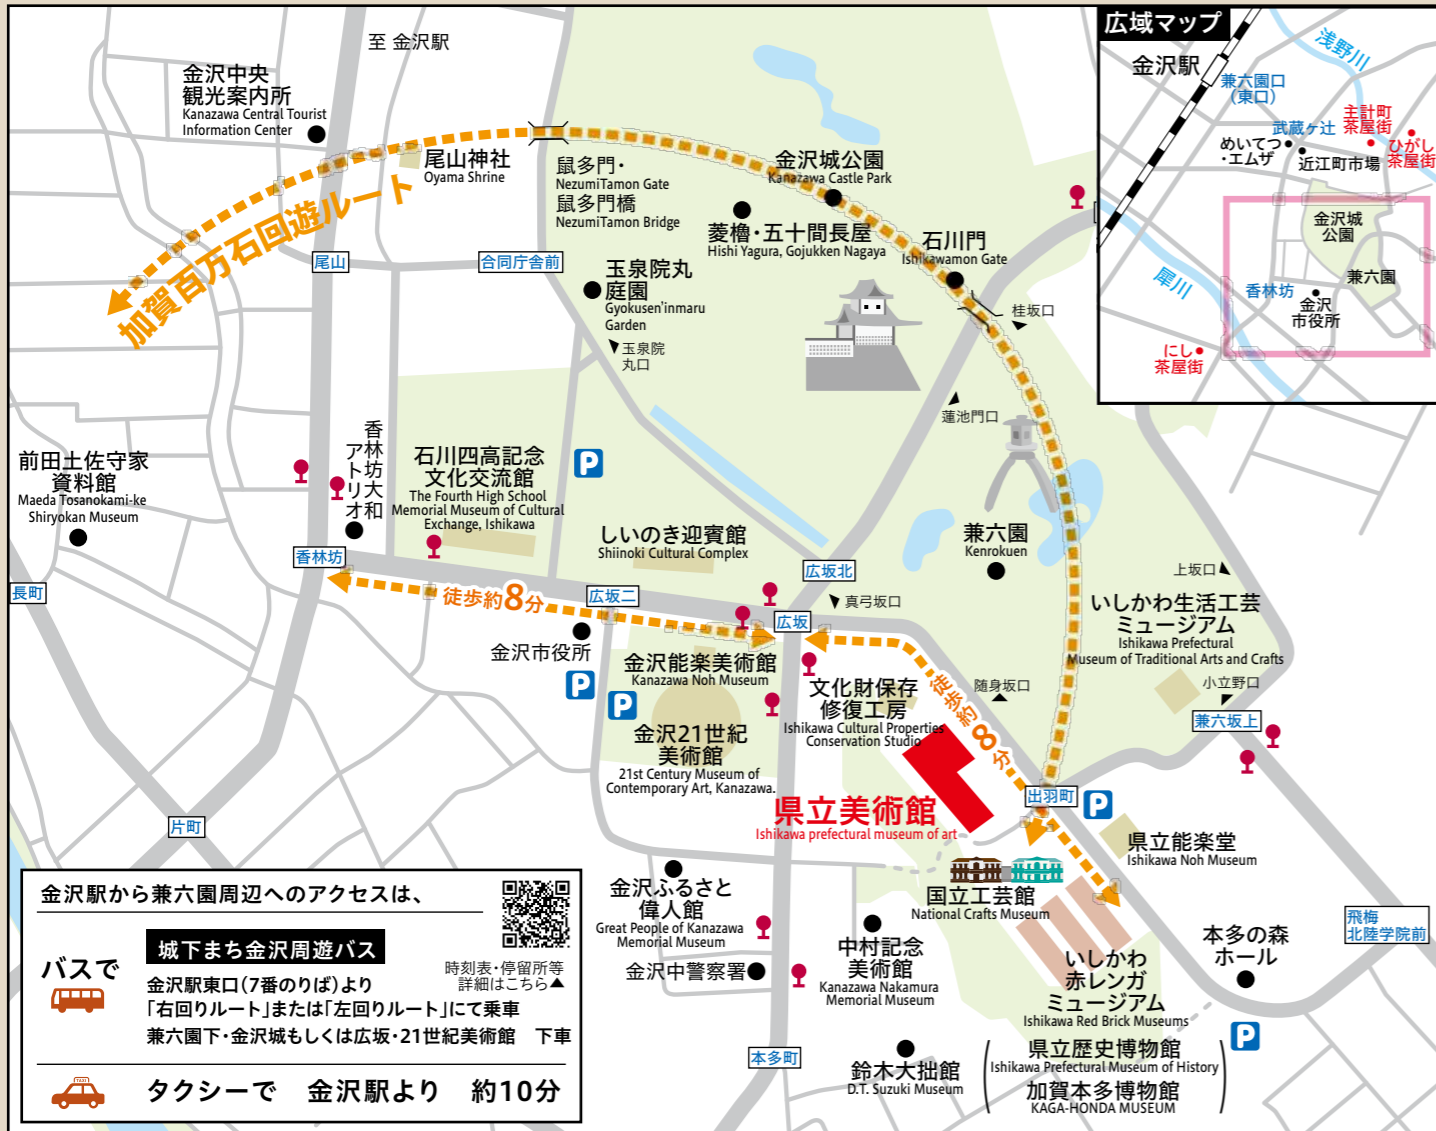 至 金沢駅
金沢中央
観光案内所
Kanazawa Central Tourist
Information Center
尾山神社
Oyama Shrine
鼠多門・
NezumiTamon Gate
鼠多門橋
NezumiTamon Bridge
金沢城公園
Kanazawa Castle Park
菱櫓・五十間長屋
Hishi Yagura, Gojukken Nagaya
石川門
Ishikawamon Gate
加賀百万石回遊ルート
尾山
合同庁舎前
玉泉院丸
庭園
Gyokusen'inmaru
Garden
玉泉院
丸口
桂坂口
蓮池門口
広域マップ
金沢駅
浅野川
兼六園口
(東口)
武蔵ヶ辻
主計町
茶屋街
ひがし
茶屋街
めいてつ
・エムザ
近江町市場
金沢城
公園
兼六園
香林坊
金沢
市役所
犀川
にし
茶屋街
前田土佐守家
資料館
Maeda Tosanokami-ke
Shiryokan Museum
香林坊大和
アトリオ
石川四高記念
文化交流館
The Fourth High School
Memorial Museum of Cultural
Exchange, Ishikawa
P
しいのき迎賓館
Shiinoki Cultural Complex
兼六園
Kenrokuen
香林坊
長町
徒歩約8分
広坂二
広坂北
広坂
真弓坂口
上坂口
いしかわ生活工芸
ミュージアム
Ishikawa Prefectural
Museum of Traditional Arts and Crafts
小立野口
兼六坂上
金沢市役所
P
P
金沢能楽美術館
Kanazawa Noh Museum
金沢21世紀
美術館
21st Century Museum of
Contemporary Art, Kanazawa.
文化財保存
修復工房
Ishikawa Cultural Properties
Conservation Studio
徒歩約8分
随身坂口
県立美術館
Ishikawa prefectural museum of art
出羽町
P
県立能楽堂
Ishikawa Noh Museum
片町
国立工芸館
National Crafts Museum
金沢ふるさと
偉人館
Great People of Kanazawa
Memorial Museum
金沢中警察署
中村記念
美術館
Kanazawa Nakamura
Memorial Museum
いしかわ
赤レンガ
ミュージアム
Ishikawa Red Brick Museums
県立歴史博物館
Ishikawa Prefectural Museum of History
加賀本多博物館
KAGA-HONDA MUSEUM
本多の森
ホール
P
飛梅
北陸学院前
本多町
鈴木大拙館
D.T. Suzuki Museum
金沢駅から兼六園周辺へのアクセスは、
バスで
城下まち金沢周遊バス
時刻表・停留所等
詳細はこちら▲
金沢駅東口(7番のりば)より
「右回りルート」または「左回りルート」にて乗車
兼六園下・金沢城もしくは広坂・21世紀美術館 下車
TAXI
タクシーで 金沢駅より 約10分